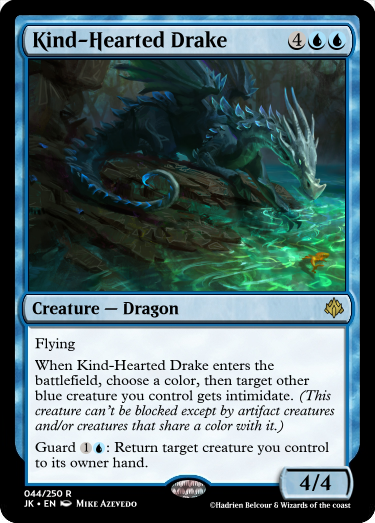 Kind-Hearted Drake 4
Creature — Dragon
Flying
When Kind-Hearted Drake enters the
battlefield, choose a color, then target other
blue creature you control gets intimidate. (This
creature can't be blocked except by artifact creatures
and/or creatures that share a color with it.)
Guard 1 : Return target creature you control
to its owner hand.
4/4
044/250 R
JK • EN Mike Azevedo
©Hadrien Belcour & Wizards of the coast